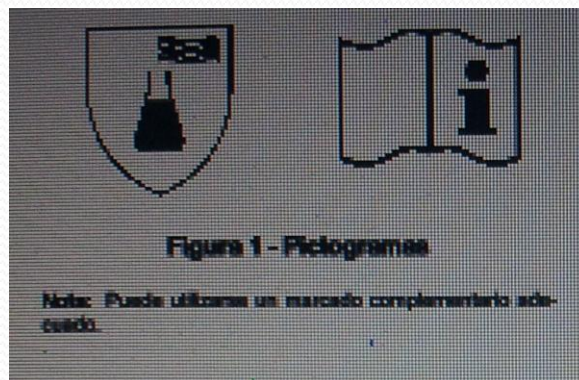 i
Figura 1 - Pictogramas
Nota: Puede utilizarse un marcado complementario ade-
cuado.